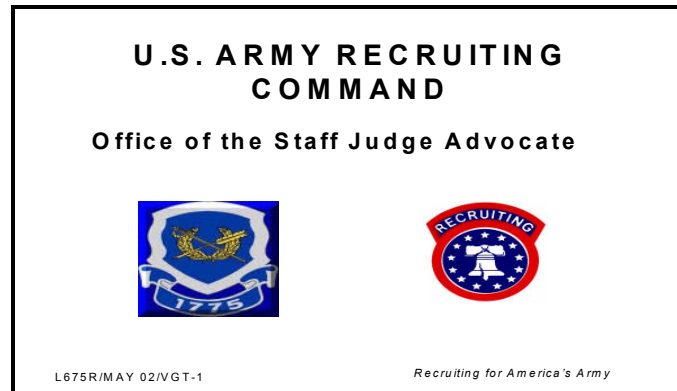 U.S. ARMY RECRUITING
COMMAND
Office of the Staff Judge Advocate
1775
RECRUITING
L675R/MAY 02/VGT-1
Recruiting for America's Army